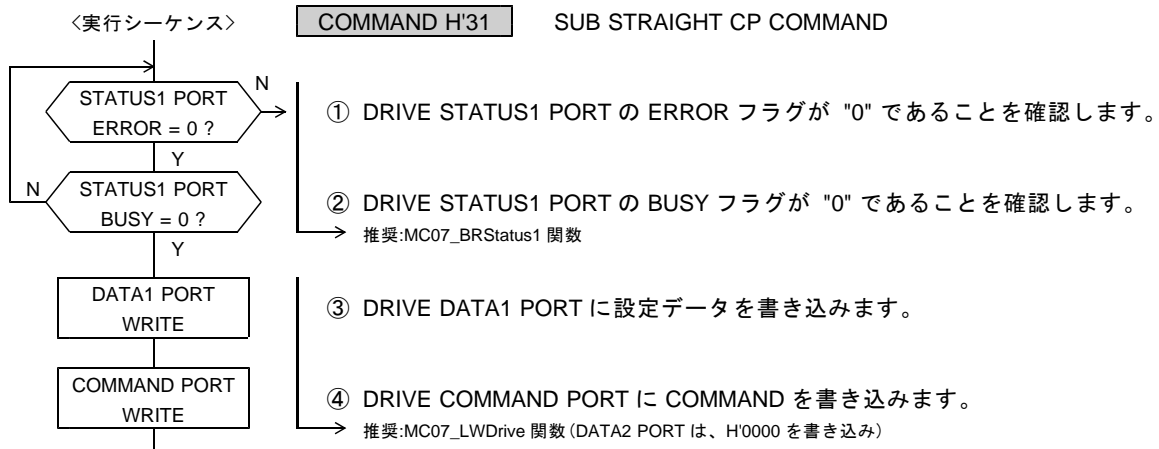 〈実行シーケンス〉
COMMAND H'31 SUB STRAIGHT CP COMMAND
STATUS1 PORT
ERROR = 0 ?
N
Y
① DRIVE STATUS1 PORT の ERROR フラグが "0" であることを確認します。
N
STATUS1 PORT
BUSY = 0 ?
Y
② DRIVE STATUS1 PORT の BUSY フラグが "0" であることを確認します。
推奨:MC07_BRStatus1 関数
DATA1 PORT
WRITE
③ DRIVE DATA1 PORT に設定データを書き込みます。
COMMAND PORT
WRITE
④ DRIVE COMMAND PORT に COMMAND を書き込みます。
推奨:MC07_LWDrive 関数(DATA2 PORT は、H'0000 を書き込み)